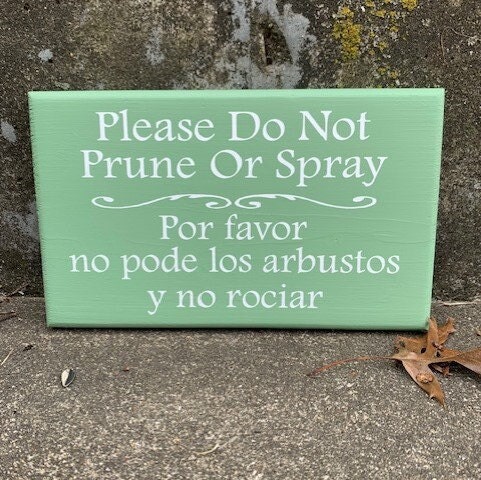 Please Do Not
Prune Or Spray
Por favor
no pode los arbustos
y no rociar